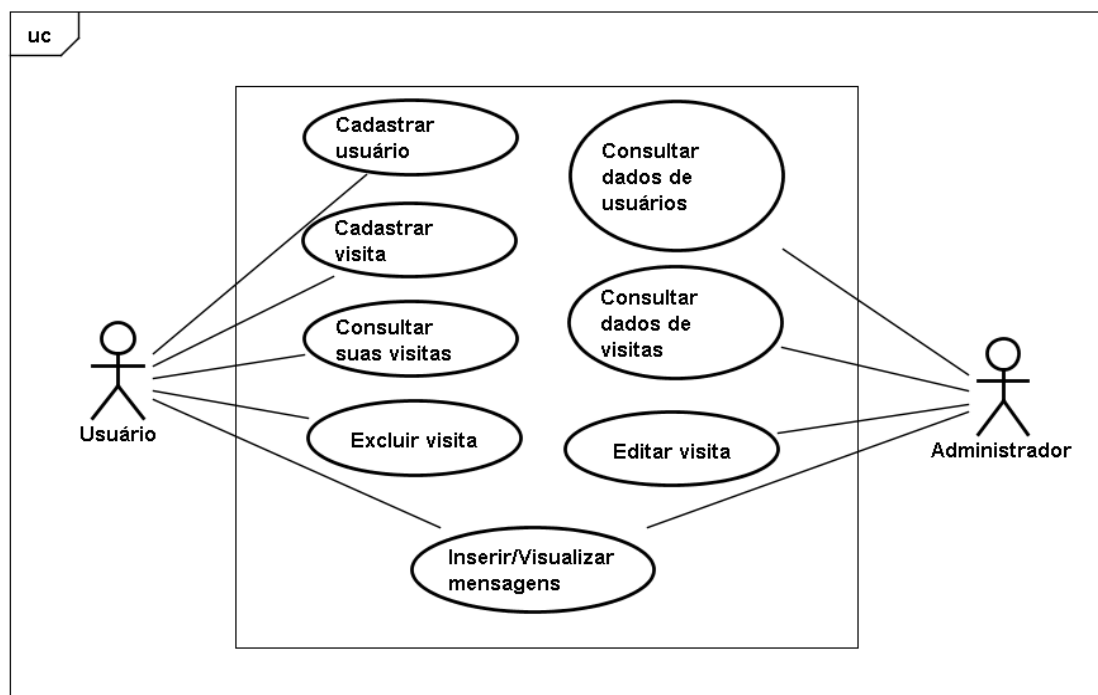 uc
Cadastrar
usuário
Cadastrar
visita
Consultar
suas visitas
Excluir visita
Consultar
dados de
usuários
Consultar
dados de
visitas
Editar visita
Inserir/Visualizar
mensagens
Usuário
Administrador